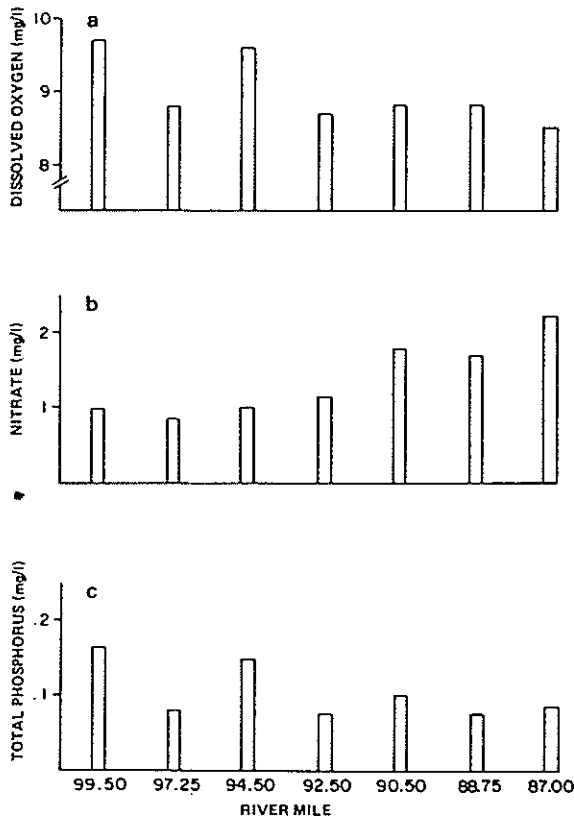 a
DISSOLVED OXYGEN (mg/l)
10
9
8
b
NITRATE (mg/l)
2
1
c
TOTAL PHOSPHORUS (mg/l)
.2
.1
99.50 97.25 94.50 92.50 90.50 88.75 87.00
RIVER MILE